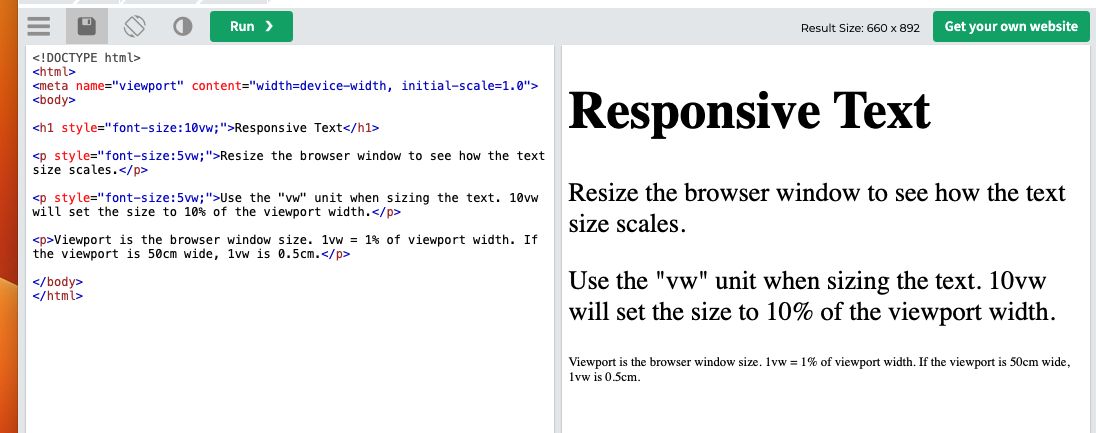 Run ❯
Result Size: 660 x 892
Get your own website
<!DOCTYPE html>
<html>
<meta name="viewport" content="width=device-width, initial-scale=1.0">
<body>
<h1 style="font-size:10vw;">Responsive Text</h1>
<p style="font-size:5vw;">Resize the browser window to see how the text
size scales.</p>
<p style="font-size:5vw;">Use the "vw" unit when sizing the text. 10vw
will set the size to 10% of the viewport width.</p>
<p>Viewport is the browser window size. 1vw = 1% of viewport width. If
the viewport is 50cm wide, 1vw is 0.5cm.</p>
</body>
</html>
Responsive Text
Resize the browser window to see how the text
size scales.
Use the "vw" unit when sizing the text. 10vw
will set the size to 10% of the viewport width.
Viewport is the browser window size. 1vw = 1% of viewport width. If the viewport is 50cm wide,
1vw is 0.5cm.